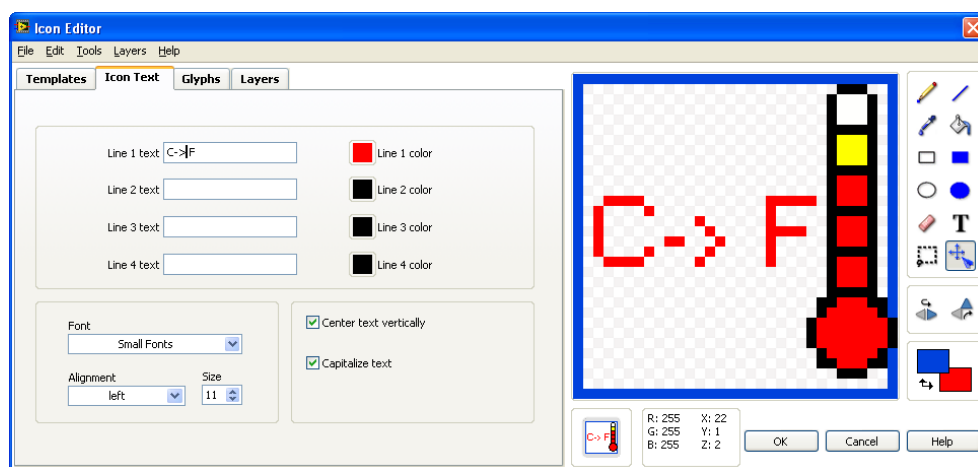 Icon Editor
File Edit Tools Layers Help
Templates Icon Text Glyphs Layers
Line 1 text C->F Line 1 color
Line 2 text Line 2 color
Line 3 text Line 3 color
Line 4 text Line 4 color
C-> F
Font
Small Fonts
Alignment Size
left 11
Center text vertically
Capitalize text
T
C-> F
R: 255 X: 22
G: 255 Y: 1
B: 255 Z: 2
OK Cancel Help